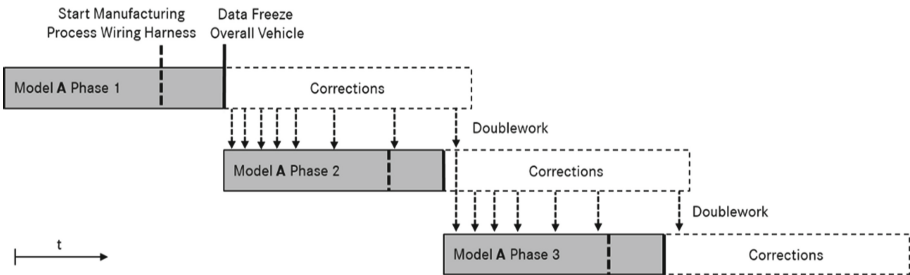 Start Manufacturing
Process Wiring Harness
Data Freeze
Overall Vehicle
Model A Phase 1
Corrections
Doublework
Model A Phase 2
Corrections
Doublework
t
Model A Phase 3
Corrections